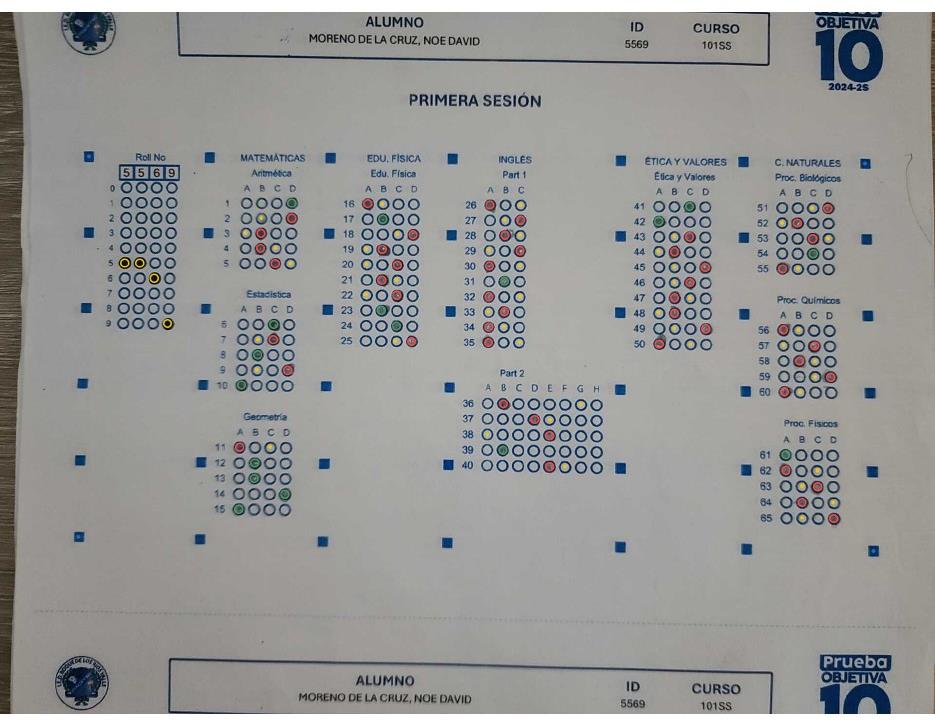 ALUMNO
MORENO DE LA CRUZ, NOE DAVID
ID
5569
CURSO
101SS
OBJETIVA
10
2024-2S
PRIMERA SESIÓN
Roll No
5 5 6 9
0
1
2
3
4
5
6
7
8
9
MATEMÁTICAS
Aritmética
A B C D
1
2
3
4
5
Estadística
A B C D
6
7
8
9
10
Geometría
A B C D
11
12
13
14
15
EDU. FÍSICA
Edu. Física
A B C D
16
17
18
19
20
21
22
23
24
25
INGLÉS
Part 1
A B C
26
27
28
29
30
31
32
33
34
35
Part 2
A B C D E F G H
36
37
38
39
40
ÉTICA Y VALORES
Ética y Valores
A B C D
41
42
43
44
45
46
47
48
49
50
C. NATURALES
Proc. Biológicos
A B C D
51
52
53
54
55
Proc. Químicos
A B C D
56
57
58
59
60
Proc. Físicos
A B C D
61
62
63
64
65
ALUMNO
MORENO DE LA CRUZ, NOE DAVID
ID
5569
CURSO
101SS
Prueba
OBJETIVA
10